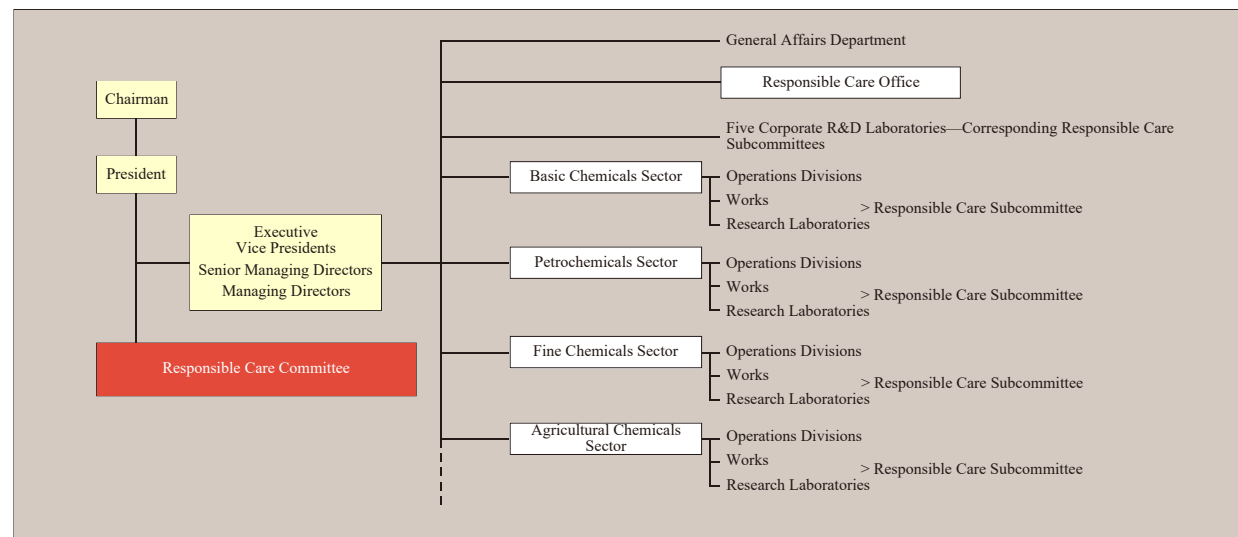 Chairman
President
Executive
Vice Presidents
Senior Managing Directors
Managing Directors
Responsible Care Committee
General Affairs Department
Responsible Care Office
Five Corporate R&D Laboratories—Corresponding Responsible Care
Subcommittees
Basic Chemicals Sector
Operations Divisions
Works
Research Laboratories
> Responsible Care Subcommittee
Petrochemicals Sector
Operations Divisions
Works
Research Laboratories
> Responsible Care Subcommittee
Fine Chemicals Sector
Operations Divisions
Works
Research Laboratories
> Responsible Care Subcommittee
Agricultural Chemicals
Sector
Operations Divisions
Works
Research Laboratories
> Responsible Care Subcommittee